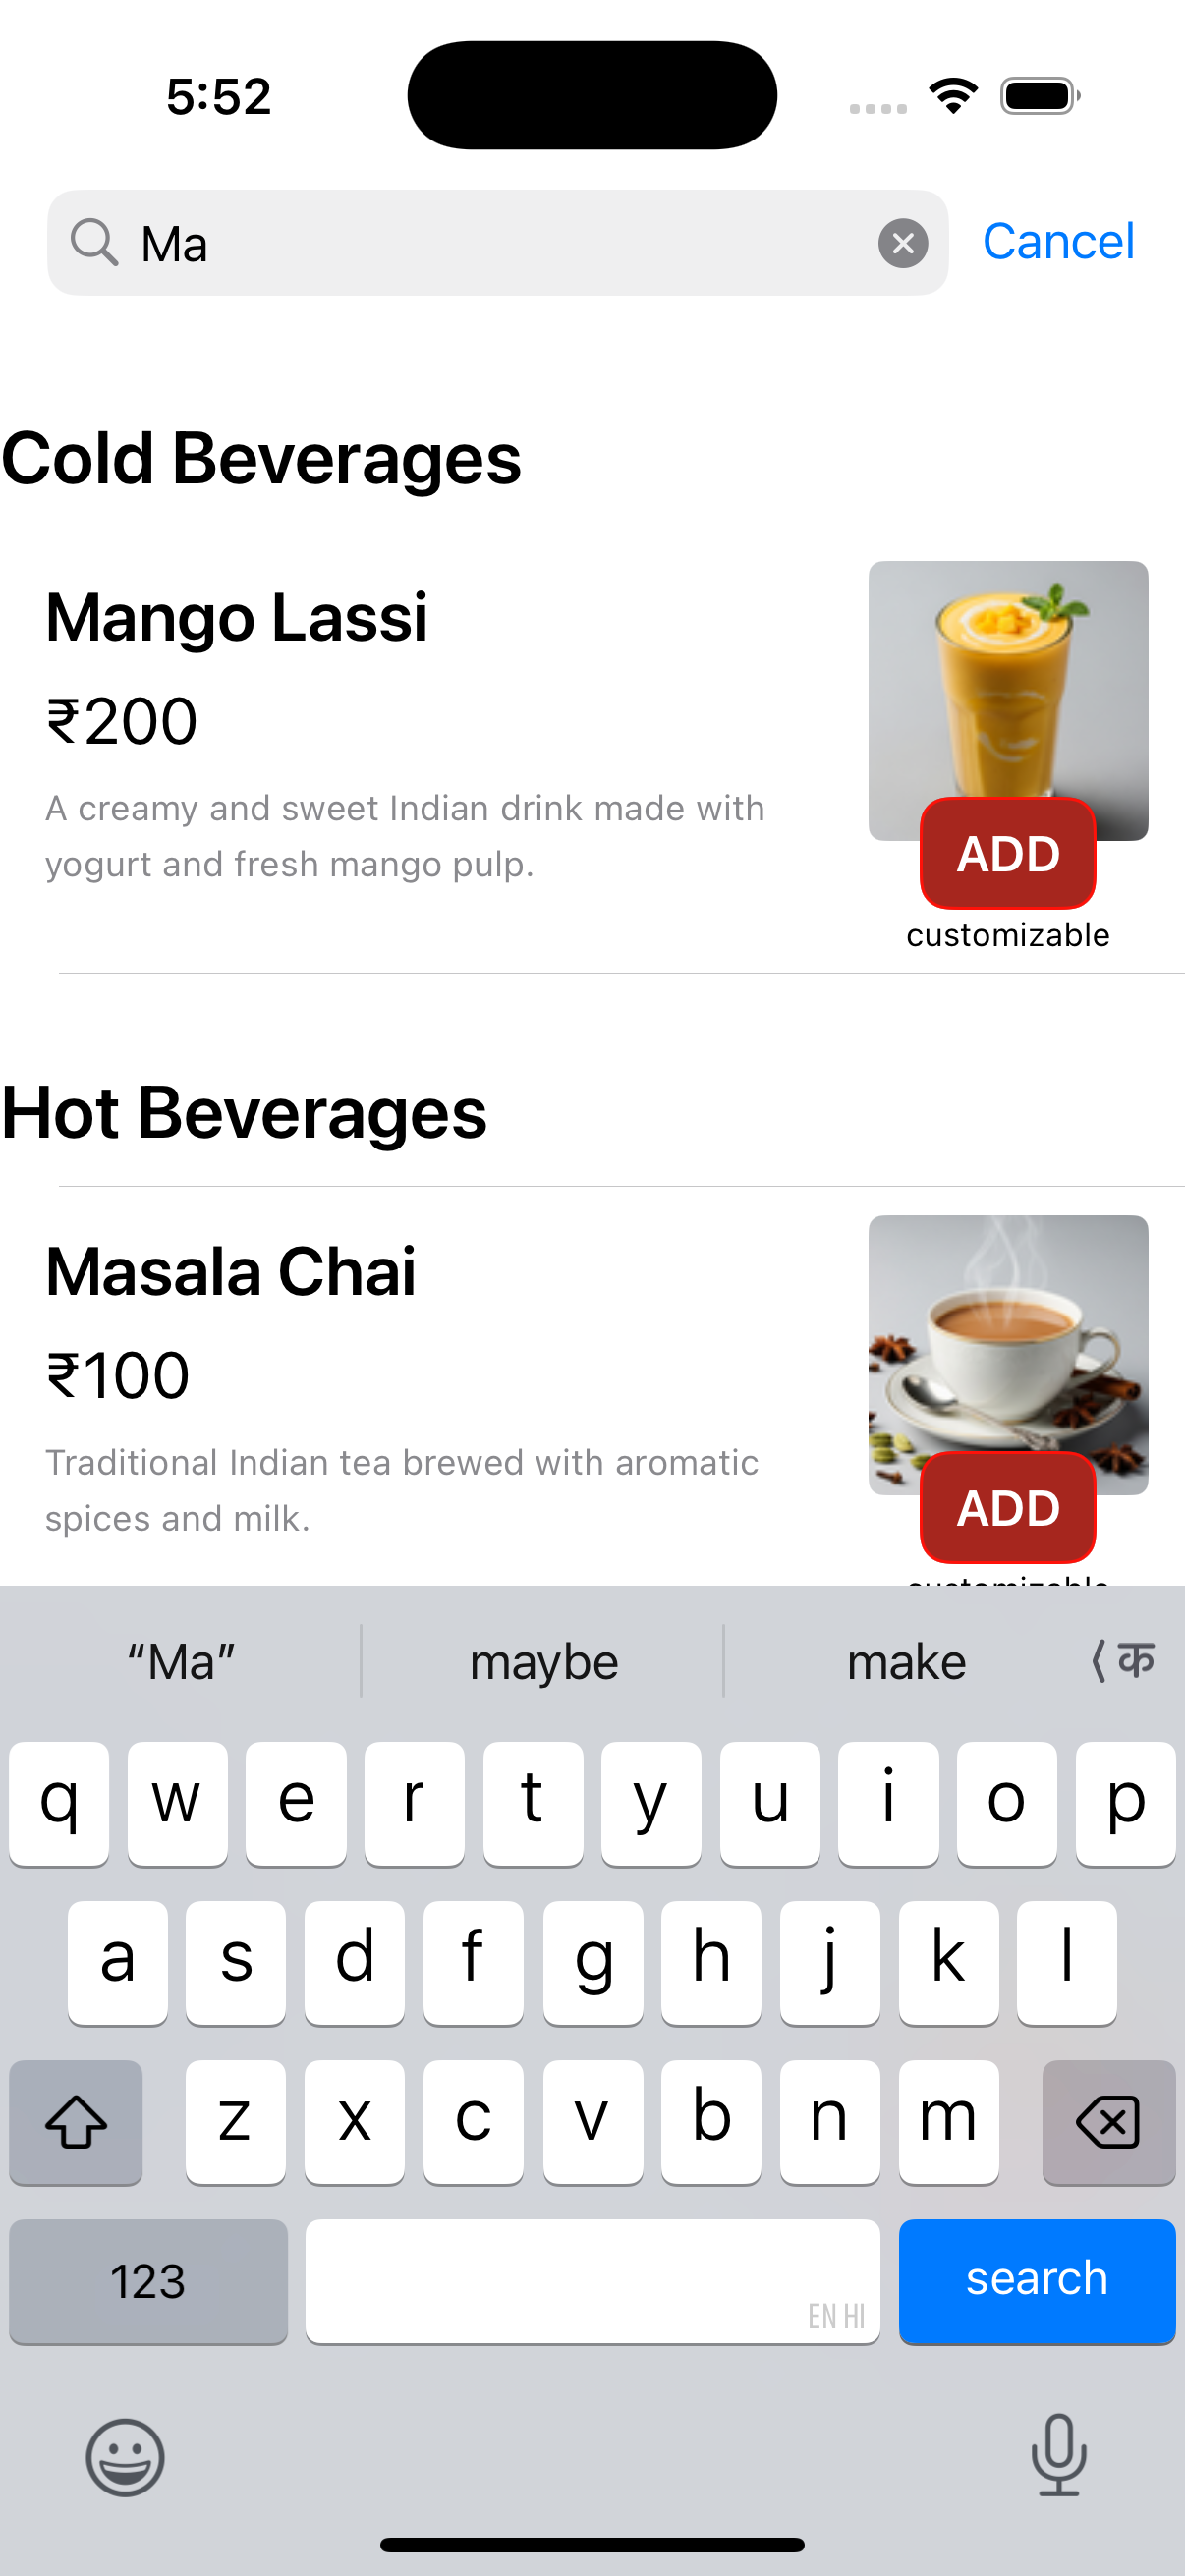 5:52
Ma
Cancel
Cold Beverages
Mango Lassi
₹200
A creamy and sweet Indian drink made with
yogurt and fresh mango pulp.
ADD
customizable
Hot Beverages
Masala Chai
₹100
Traditional Indian tea brewed with aromatic
spices and milk.
ADD
customizable
“Ma” maybe make क
q w e r t y u i o p
a s d f g h j k l
z x c v b n m
123 EN HI search